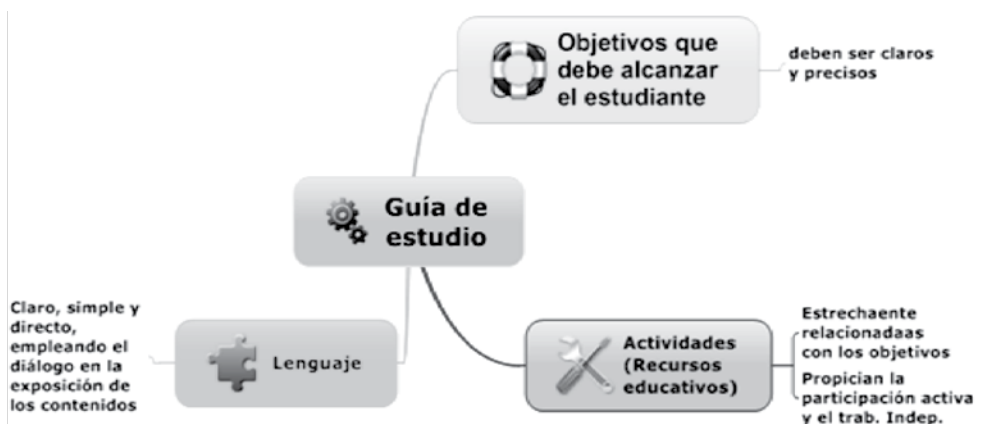 Objetivos que
debe alcanzar
el estudiante
deben ser claros
y precisos
Guía de
estudio
Claro, simple y
directo,
empleando el
diálogo en la
exposición de
los contenidos
Lenguaje
Actividades
(Recursos
educativos)
Estrechaente
relacionadaas
con los objetivos
Propician la
participación activa
y el trab. Indep.